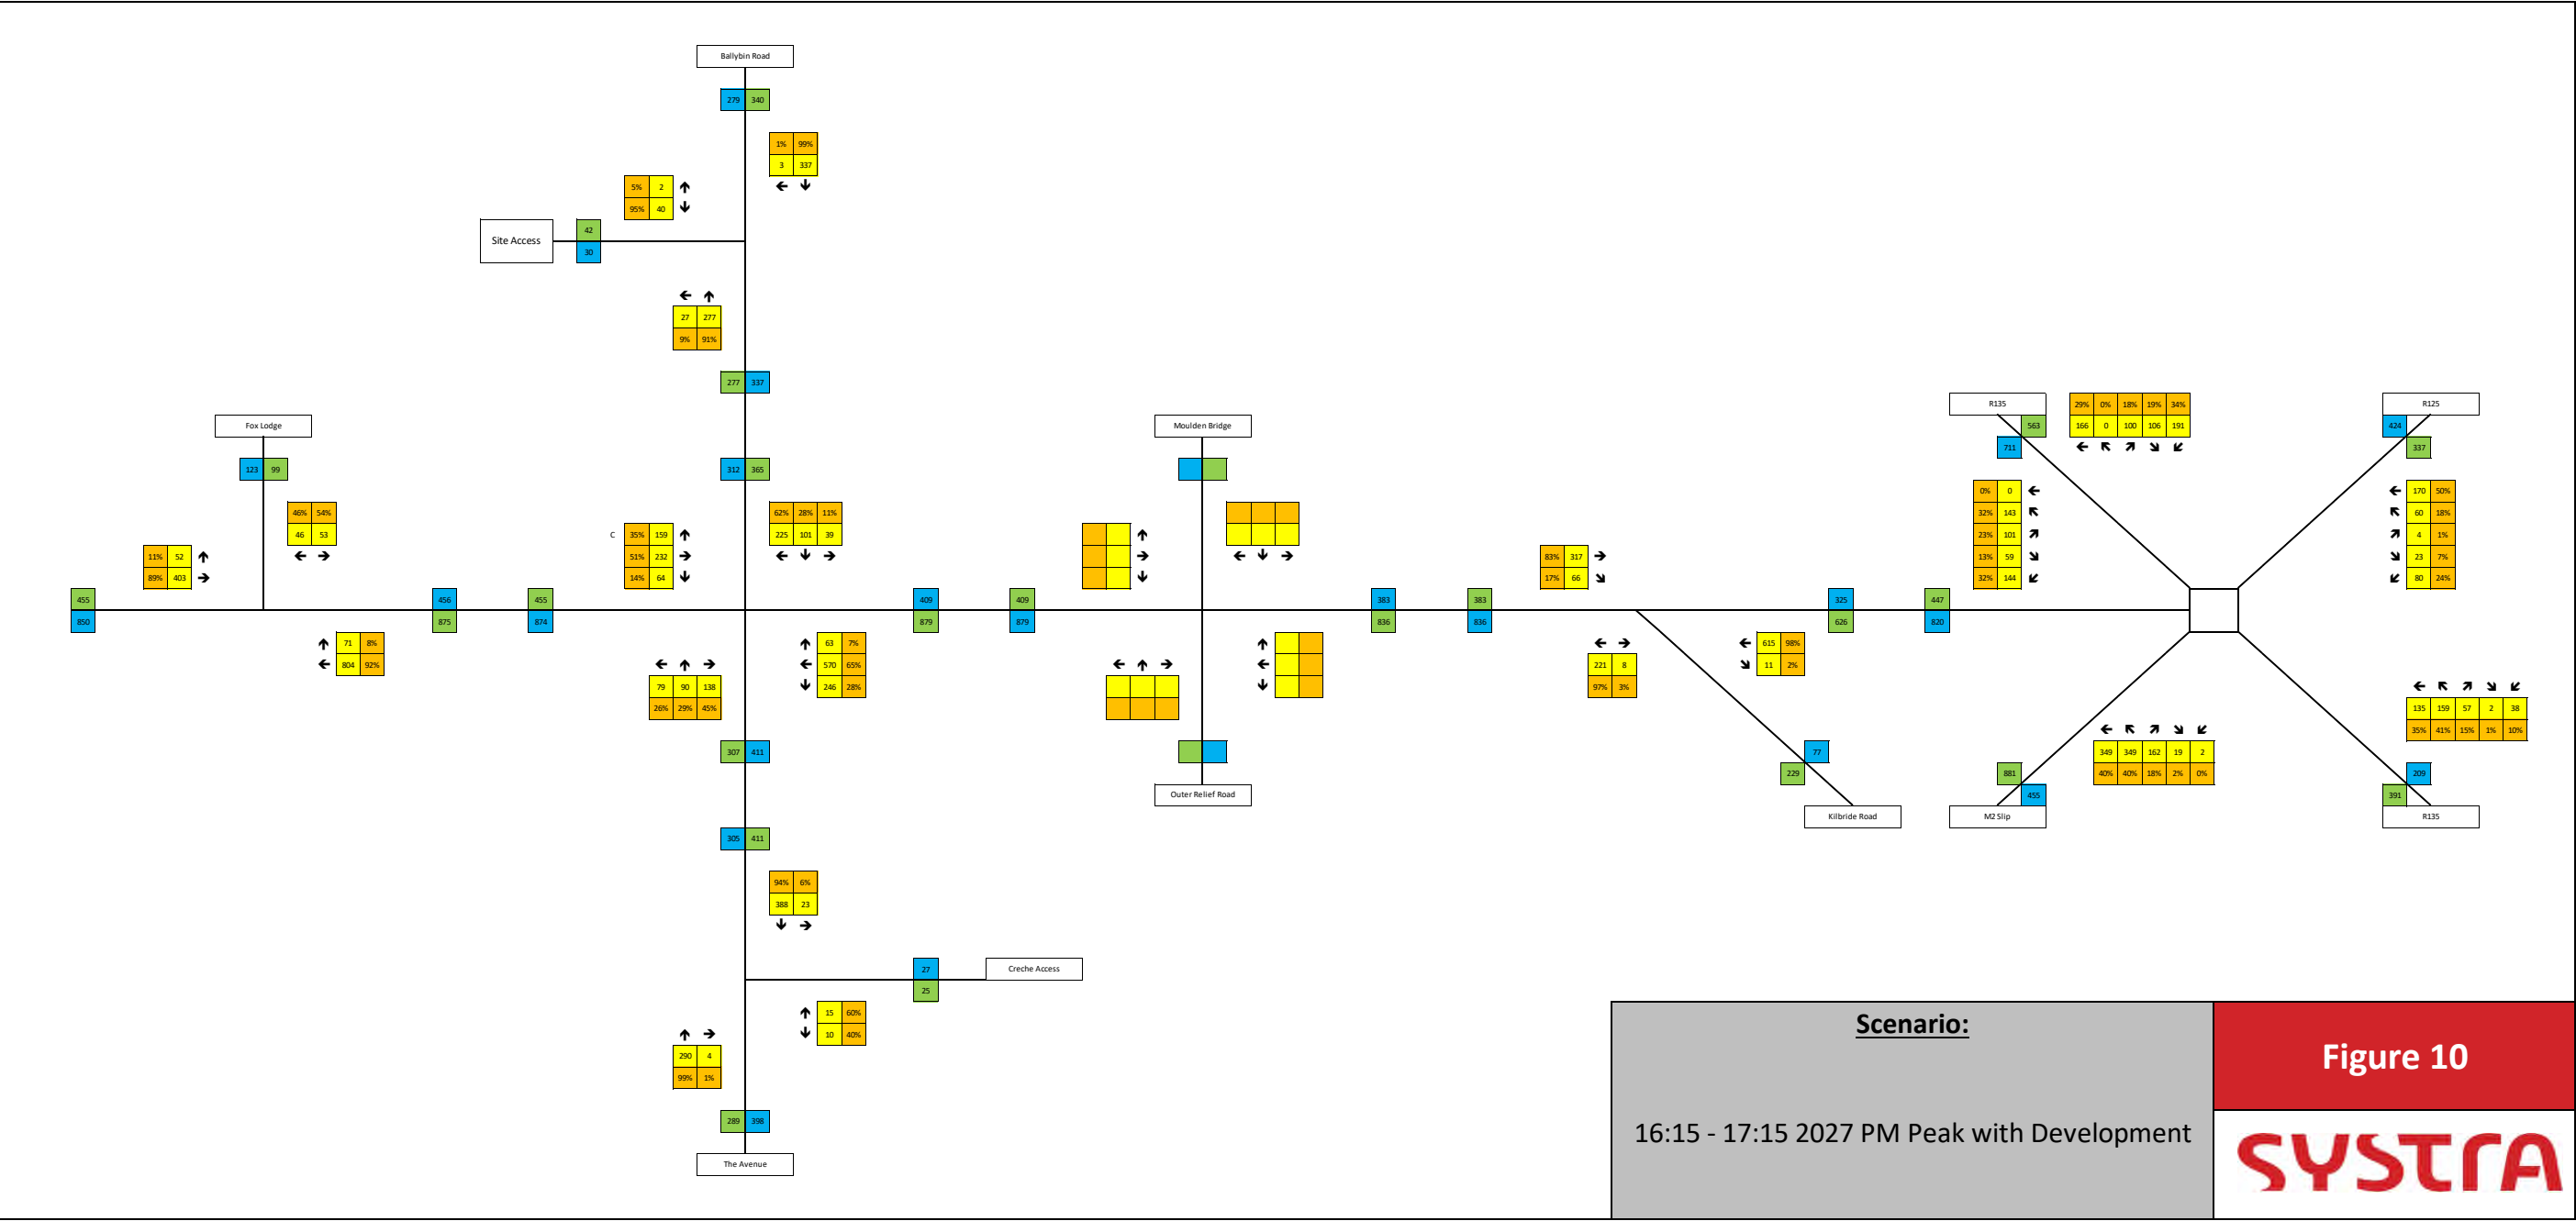 Ballybin Road
279 340
1% 99%
3 337
← ↓
5% 2 ↑
95% 40 ↓
Site Access
42
30
← ↑
27 277
9% 91%
277 337
Fox Lodge
123 99
46% 54%
46 53
← →
11% 52 ↑
89% 403 →
455
850
456
875
455
874
↑ 71 8%
← 804 92%
312 365
62% 28% 11%
225 101 39
← ↓ →
C 35% 159 ↑
51% 232 →
14% 64 ↓
409
879
409
879
↑ 63 7%
← 570 65%
↓ 246 28%
← ↑ →
79 90 138
26% 29% 45%
307 411
Moulden Bridge
↑
→
↓
← ↓ →
← ↑ →
↑
←
↓
Outer Relief Road
383
836
383
836
83% 317 →
17% 66 ↘
← →
221 8
97% 3%
← 615 98%
↘ 11 2%
77
229
Kilbride Road
325
626
447
820
R135
563
711
29% 0% 18% 19% 34%
166 0 100 106 191
← ↖ ↗ ↘ ↙
R125
424
337
0% 0 ←
32% 143 ↖
23% 101 ↗
13% 59 ↘
32% 144 ↙
← 170 50%
↖ 60 18%
↗ 4 1%
↘ 23 7%
↙ 80 24%
← ↖ ↗ ↘ ↙
135 159 57 2 38
35% 41% 15% 1% 10%
← ↖ ↗ ↘ ↙
349 349 162 19 2
40% 40% 18% 2% 0%
881
455
M2 Slip
209
391
R135
305 411
94% 6%
388 23
↓ →
27
25
Creche Access
↑ 15 60%
↓ 10 40%
↑ →
290 4
99% 1%
289 398
The Avenue
Scenario:
16:15 - 17:15 2027 PM Peak with Development
Figure 10
SYSTRA